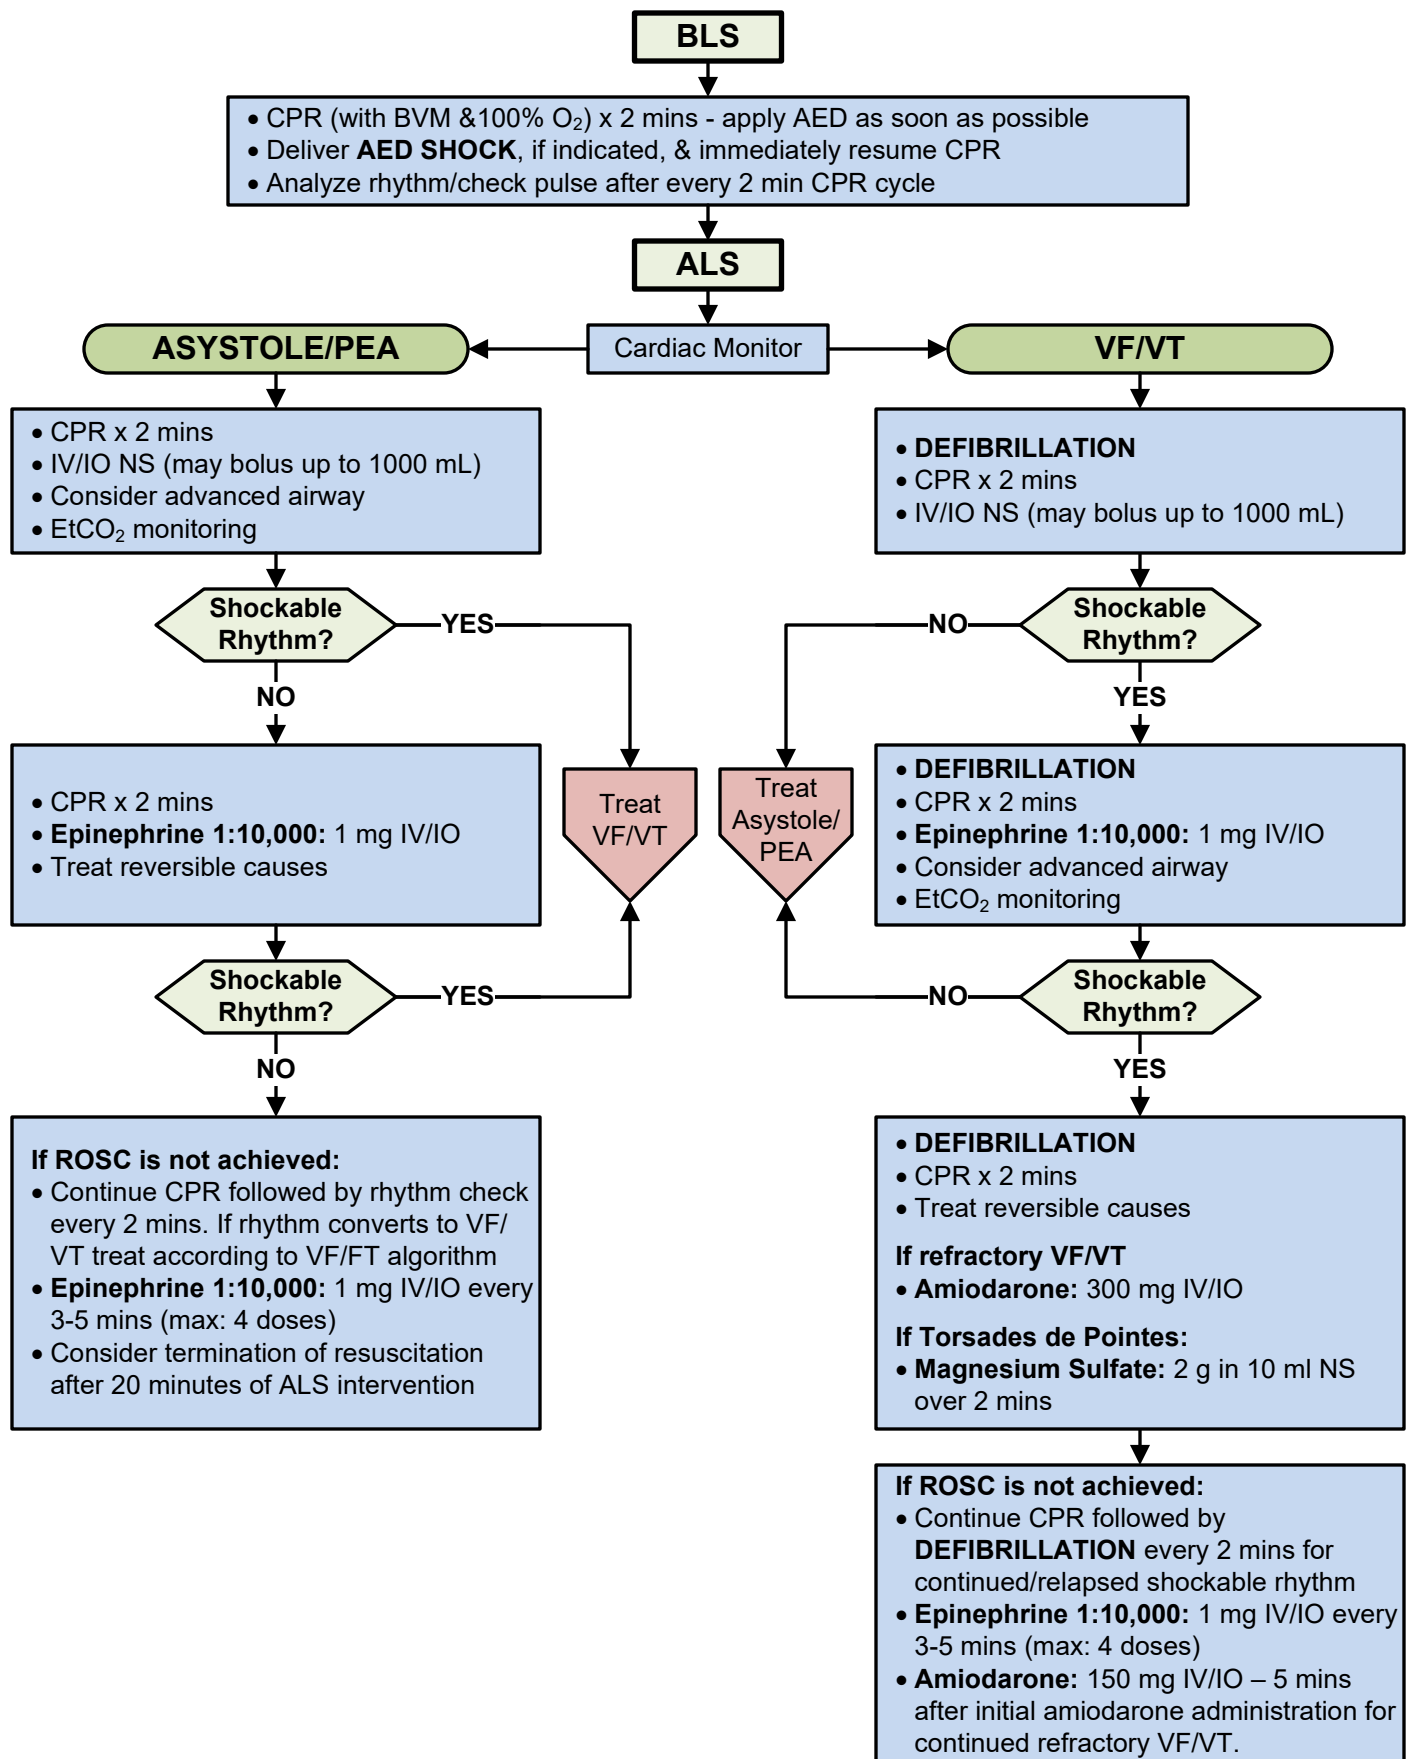 BLS
• CPR (with BVM &100% O₂) x 2 mins - apply AED as soon as possible
• Deliver AED SHOCK, if indicated, & immediately resume CPR
• Analyze rhythm/check pulse after every 2 min CPR cycle
ALS
Cardiac Monitor
ASYSTOLE/PEA
• CPR x 2 mins
• IV/IO NS (may bolus up to 1000 mL)
• Consider advanced airway
• EtCO₂ monitoring
Shockable
Rhythm?
YES
NO
• CPR x 2 mins
• Epinephrine 1:10,000: 1 mg IV/IO
• Treat reversible causes
Treat
VF/VT
Shockable
Rhythm?
YES
NO
If ROSC is not achieved:
• Continue CPR followed by rhythm check
every 2 mins. If rhythm converts to VF/
VT treat according to VF/FT algorithm
• Epinephrine 1:10,000: 1 mg IV/IO every
3-5 mins (max: 4 doses)
• Consider termination of resuscitation
after 20 minutes of ALS intervention
VF/VT
• DEFIBRILLATION
• CPR x 2 mins
• IV/IO NS (may bolus up to 1000 mL)
Shockable
Rhythm?
NO
YES
Treat
Asystole/
PEA
• DEFIBRILLATION
• CPR x 2 mins
• Epinephrine 1:10,000: 1 mg IV/IO
• Consider advanced airway
• EtCO₂ monitoring
Shockable
Rhythm?
NO
YES
• DEFIBRILLATION
• CPR x 2 mins
• Treat reversible causes
If refractory VF/VT
• Amiodarone: 300 mg IV/IO
If Torsades de Pointes:
• Magnesium Sulfate: 2 g in 10 ml NS
over 2 mins
If ROSC is not achieved:
• Continue CPR followed by
DEFIBRILLATION every 2 mins for
continued/relapsed shockable rhythm
• Epinephrine 1:10,000: 1 mg IV/IO every
3-5 mins (max: 4 doses)
• Amiodarone: 150 mg IV/IO – 5 mins
after initial amiodarone administration for
continued refractory VF/VT.